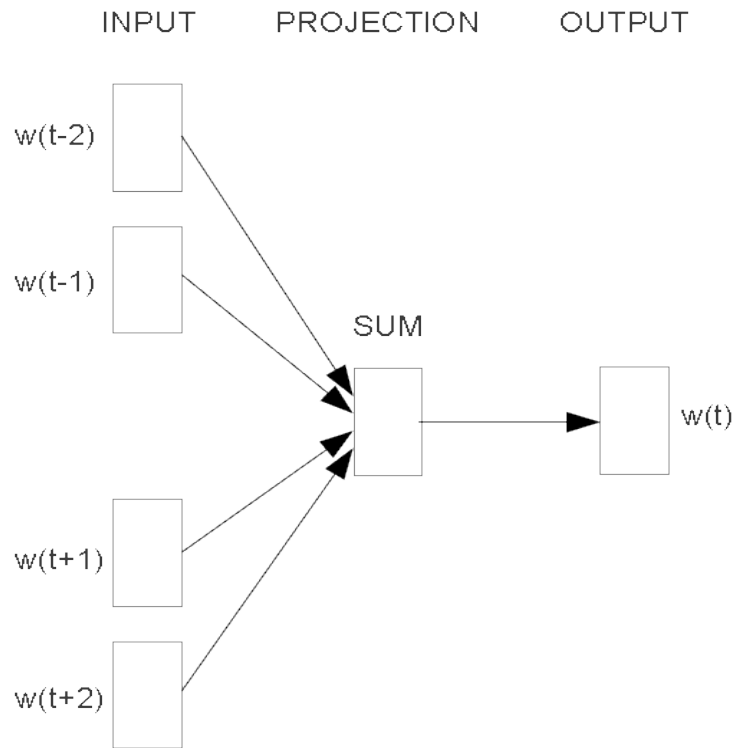 INPUT PROJECTION OUTPUT
w(t-2)
w(t-1)
SUM
w(t)
w(t+1)
w(t+2)